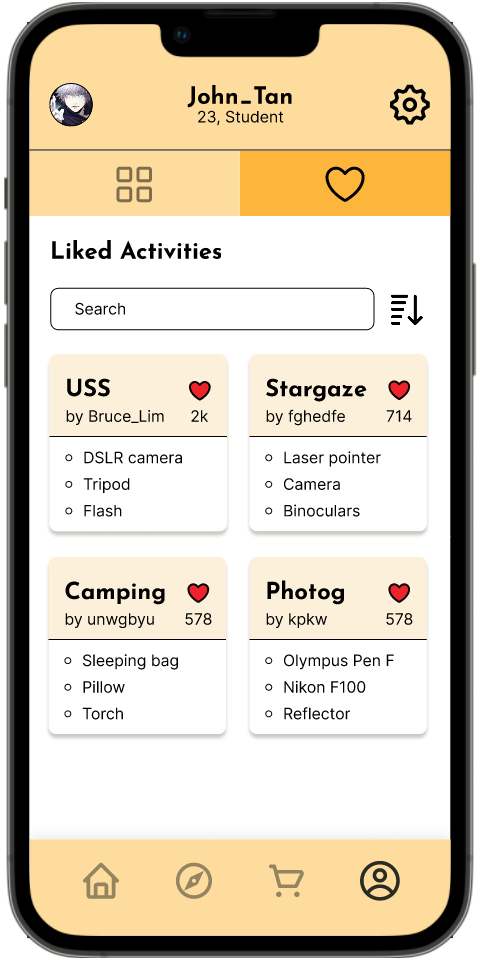 John_Tan
23, Student
Liked Activities
Search
USS
by Bruce_Lim 2k
DSLR camera
Tripod
Flash
Stargaze
by fghedfe 714
Laser pointer
Camera
Binoculars
Camping
by unwgbyu 578
Sleeping bag
Pillow
Torch
Photog
by kpkw 578
Olympus Pen F
Nikon F100
Reflector